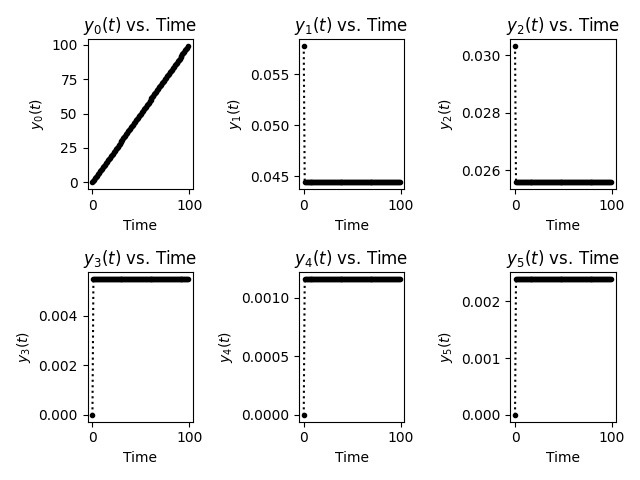 y₀(t) vs. Time
y₁(t) vs. Time
y₂(t) vs. Time
100
75
50
25
0
y₀(t)
0
100
Time
0.055
0.050
0.045
y₁(t)
0
100
Time
0.030
0.028
0.026
y₂(t)
0
100
Time
y₃(t) vs. Time
y₄(t) vs. Time
y₅(t) vs. Time
0.004
0.002
0.000
y₃(t)
0
100
Time
0.0010
0.0005
0.0000
y₄(t)
0
100
Time
0.002
0.001
0.000
y₅(t)
0
100
Time